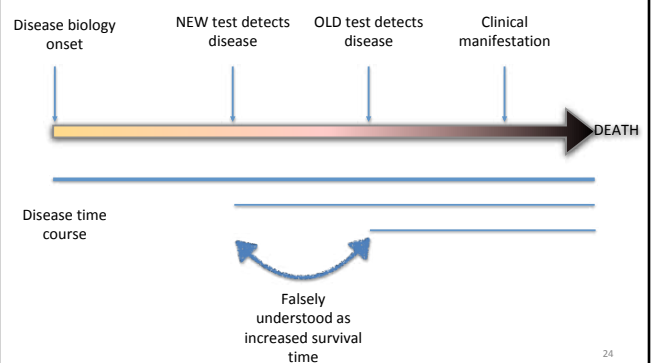 Disease biology
onset
NEW test detects
disease
OLD test detects
disease
Clinical
manifestation
DEATH
Disease time
course
Falsely
understood as
increased survival
time
24